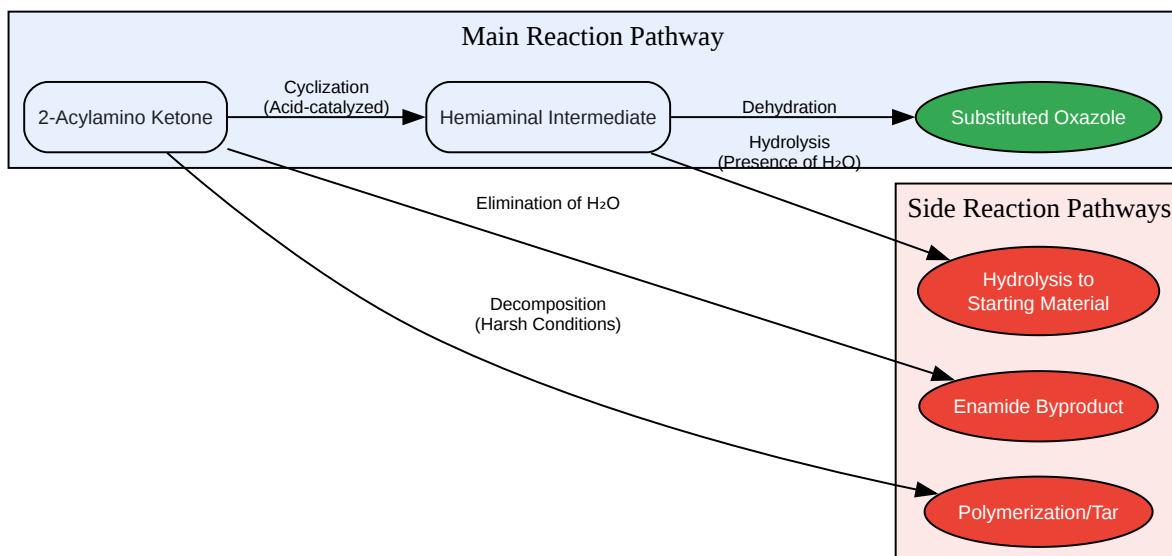 Main Reaction Pathway
2-Acylamino Ketone
Cyclization
(Acid-catalyzed)
Hemiaminal Intermediate
Dehydration
Substituted Oxazole
Hydrolysis
(Presence of H₂O)
Elimination of H₂O
Decomposition
(Harsh Conditions)
Side Reaction Pathways
Hydrolysis to
Starting Material
Enamide Byproduct
Polymerization/Tar